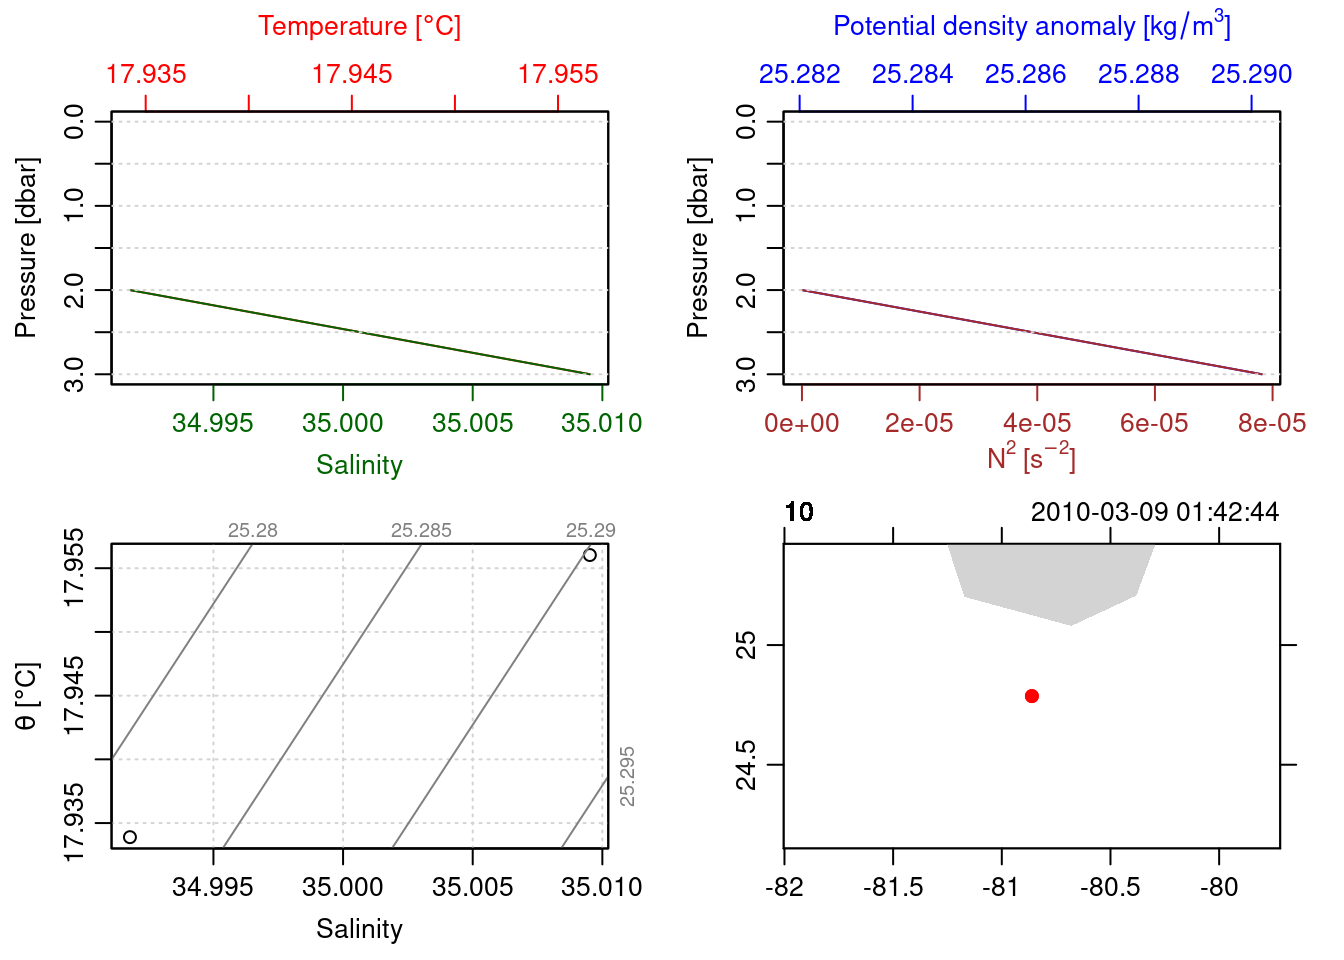 Temperature [°C]
17.935 17.945 17.955
Pressure [dbar]
0.0 1.0 2.0 3.0
34.995 35.000 35.005 35.010
Salinity
Potential density anomaly [kg/m³]
25.282 25.284 25.286 25.288 25.290
Pressure [dbar]
0.0 1.0 2.0 3.0
0e+00 2e-05 4e-05 6e-05 8e-05
N² [s⁻²]
25.28 25.285 25.29
25.295
θ [°C]
17.955 17.945 17.935
34.995 35.000 35.005 35.010
Salinity
10 2010-03-09 01:42:44
25
24.5
-82 -81.5 -81 -80.5 -80